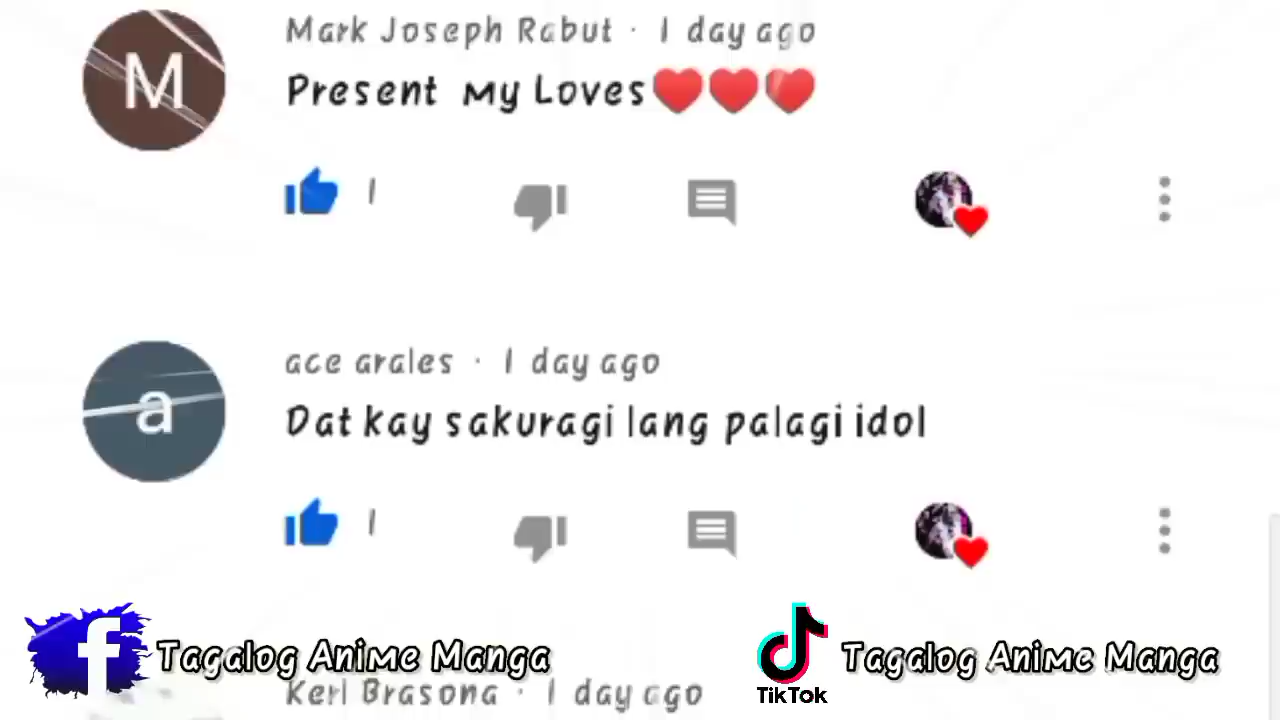 Mark Joseph Rabut · 1 day ago
M
Present My Loves❤️❤️❤️
1
ace arales · 1 day ago
a
Dat kay sakuragi lang palagi idol
1
f Tagalog Anime Manga
TikTok
Tagalog Anime Manga
Kerl Brasona · 1 day ago